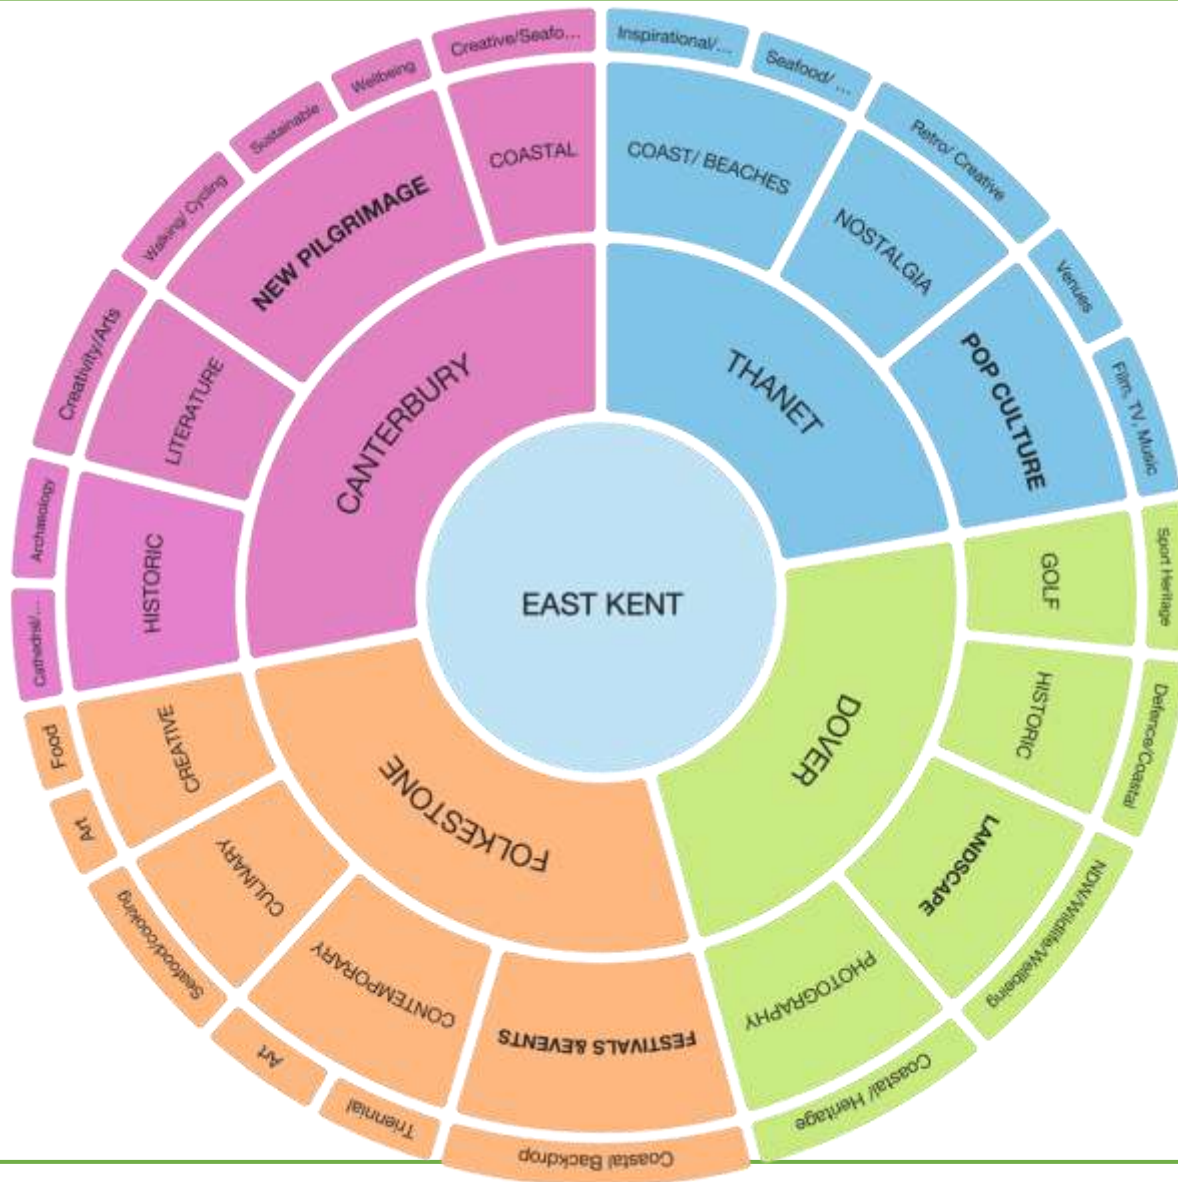 EAST KENT
THANET
COAST/ BEACHES
Inspirational/...
Seafood/ ...
NOSTALGIA
Retro/ Creative
POP CULTURE
Venues
Film, TV, Music
DOVER
GOLF
Sport Heritage
HISTORIC
Defence/Coastal
LANDSCAPE
NDW/Wildlife/Wellbeing
PHOTOGRAPHY
Coastal/ Heritage
FOLKESTONE
FESTIVALS &EVENTS
Coastal Backdrop
CONTEMPORARY
Triennial
Art
CULINARY
Seafood/cooking
CREATIVE
Art
Food
CANTERBURY
HISTORIC
Cathedral/...
Archaeology
LITERATURE
Creativity/Arts
NEW PILGRIMAGE
Walking/ Cycling
Sustainable
Wellbeing
COASTAL
Creative/Seafo...